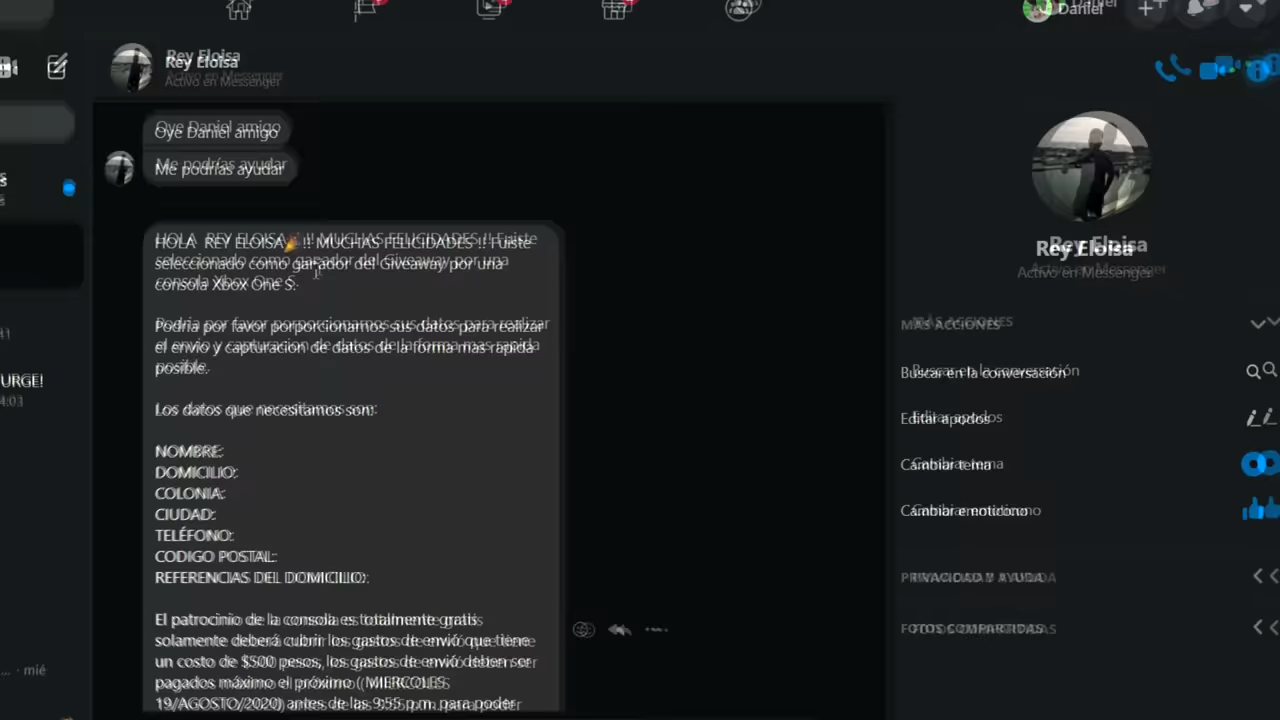 Daniel
Rey Eloisa
Activo en Messenger
Oye Daniel amigo
Me podrías ayudar
HOLA REY ELOISA🎉 !! MUCHAS FELICIDADES !! Fuiste
seleccionado como ganador del Giveaway por una
consola Xbox One S.
Podria por favor porporcionarnos sus datos para realizar
el envio y capturacion de datos de la forma mas rapida
posible.
Los datos que necesitamos son:
NOMBRE:
DOMICILIO:
COLONIA:
CIUDAD:
TELÉFONO:
CODIGO POSTAL:
REFERENCIAS DEL DOMICILIO:
El patrocinio de la consola es totalmente gratis
solamente deberá cubrir los gastos de envió que tiene
un costo de $500 pesos, los gastos de envió deben ser
pagados máximo el próximo ( MIERCOLES
19/AGOSTO/2020) antes de las 9:55 p.m. para poder
Rey Eloisa
Activo en Messenger
MÁS ACCIONES
Buscar en la conversación
Editar apodos
Cambiar tema
Cambiar emoticono
PRIVACIDAD Y AYUDA
FOTOS COMPARTIDAS
URGE!
... · mié